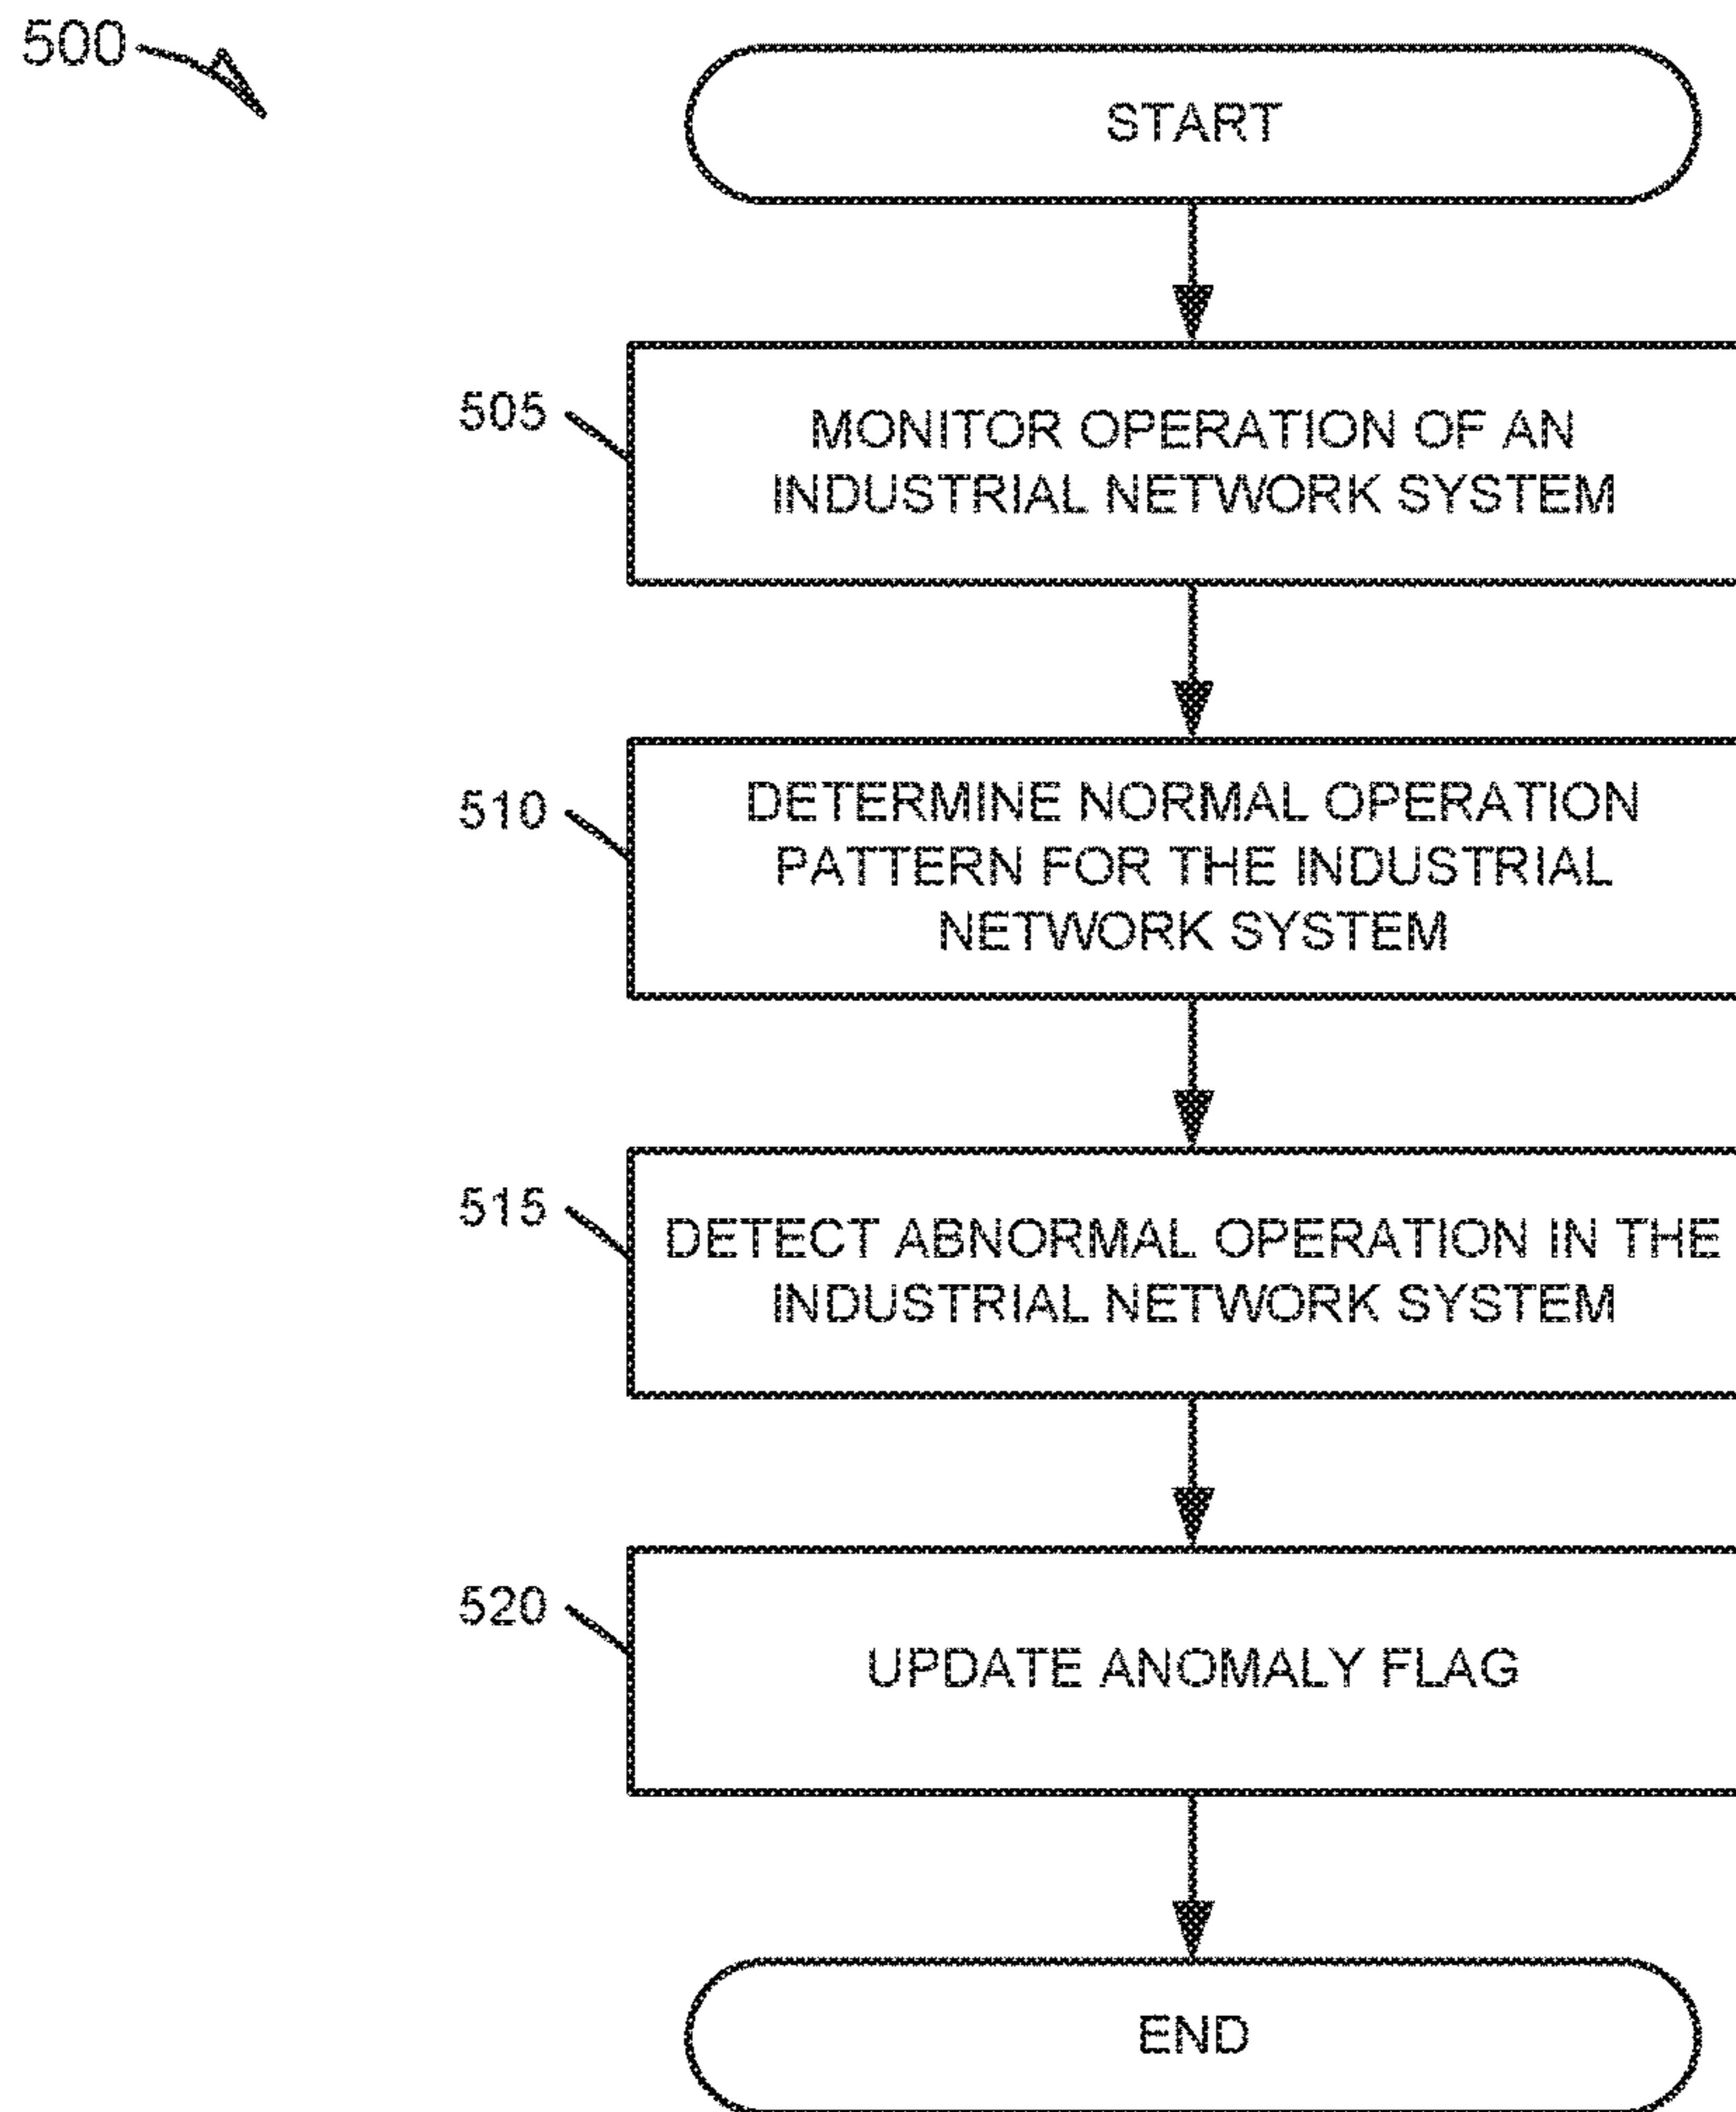 500
START
505
MONITOR OPERATION OF AN
INDUSTRIAL NETWORK SYSTEM
510
DETERMINE NORMAL OPERATION
PATTERN FOR THE INDUSTRIAL
NETWORK SYSTEM
515
DETECT ABNORMAL OPERATION IN THE
INDUSTRIAL NETWORK SYSTEM
520
UPDATE ANOMALY FLAG
END